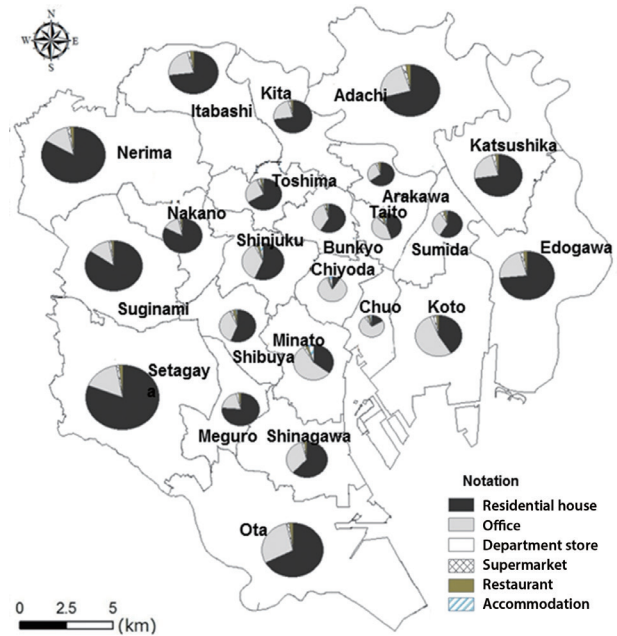 N
W E
S
Itabashi
Kita
Adachi
Nerima
Katsushika
Toshima
Arakawa
Nakano
Taito
Shinjuku
Bunkyo
Sumida
Edogawa
Chiyoda
Suginami
Chuo
Koto
Minato
Shibuya
Setagay
a
Meguro
Shinagawa
Ota
Notation
Residential house
Office
Department store
Supermarket
Restaurant
Accommodation
0 2.5 5 (km)